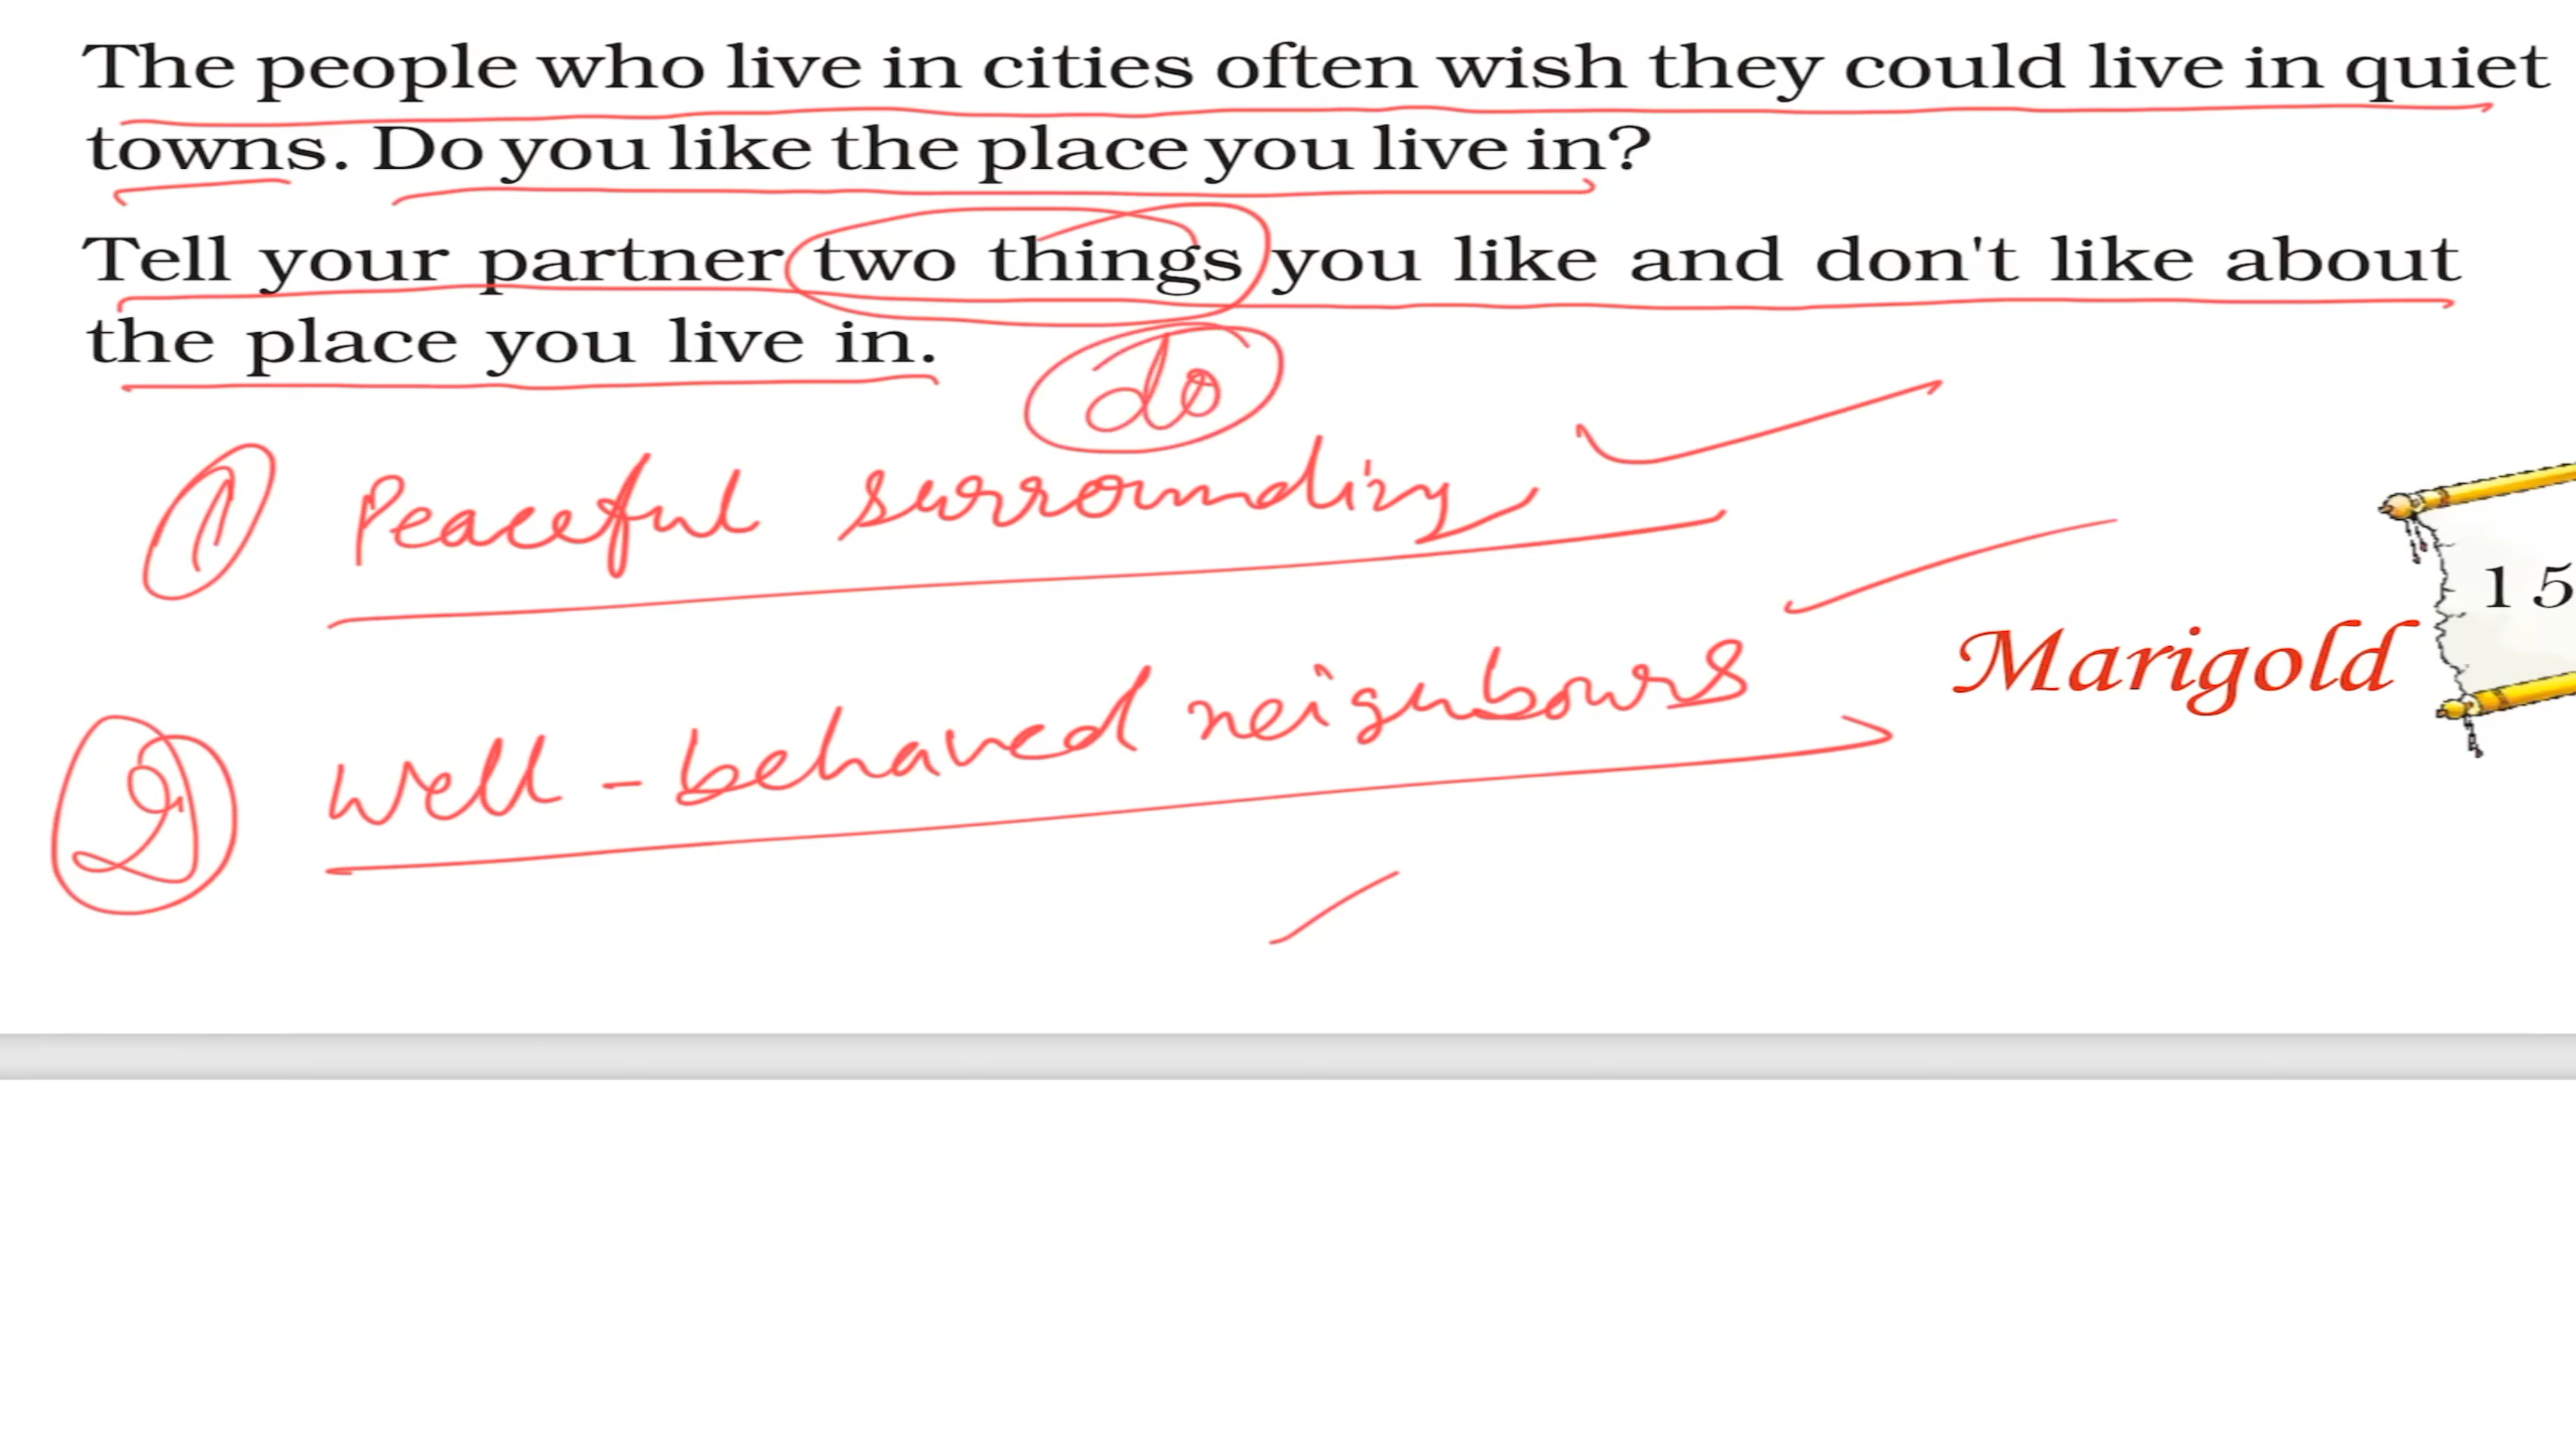 The people who live in cities often wish they could live in quiet
towns. Do you like the place you live in?
Tell your partner two things you like and don't like about
the place you live in.
do
① Peaceful surrounding
② Well-behaved neighbours
15
Marigold